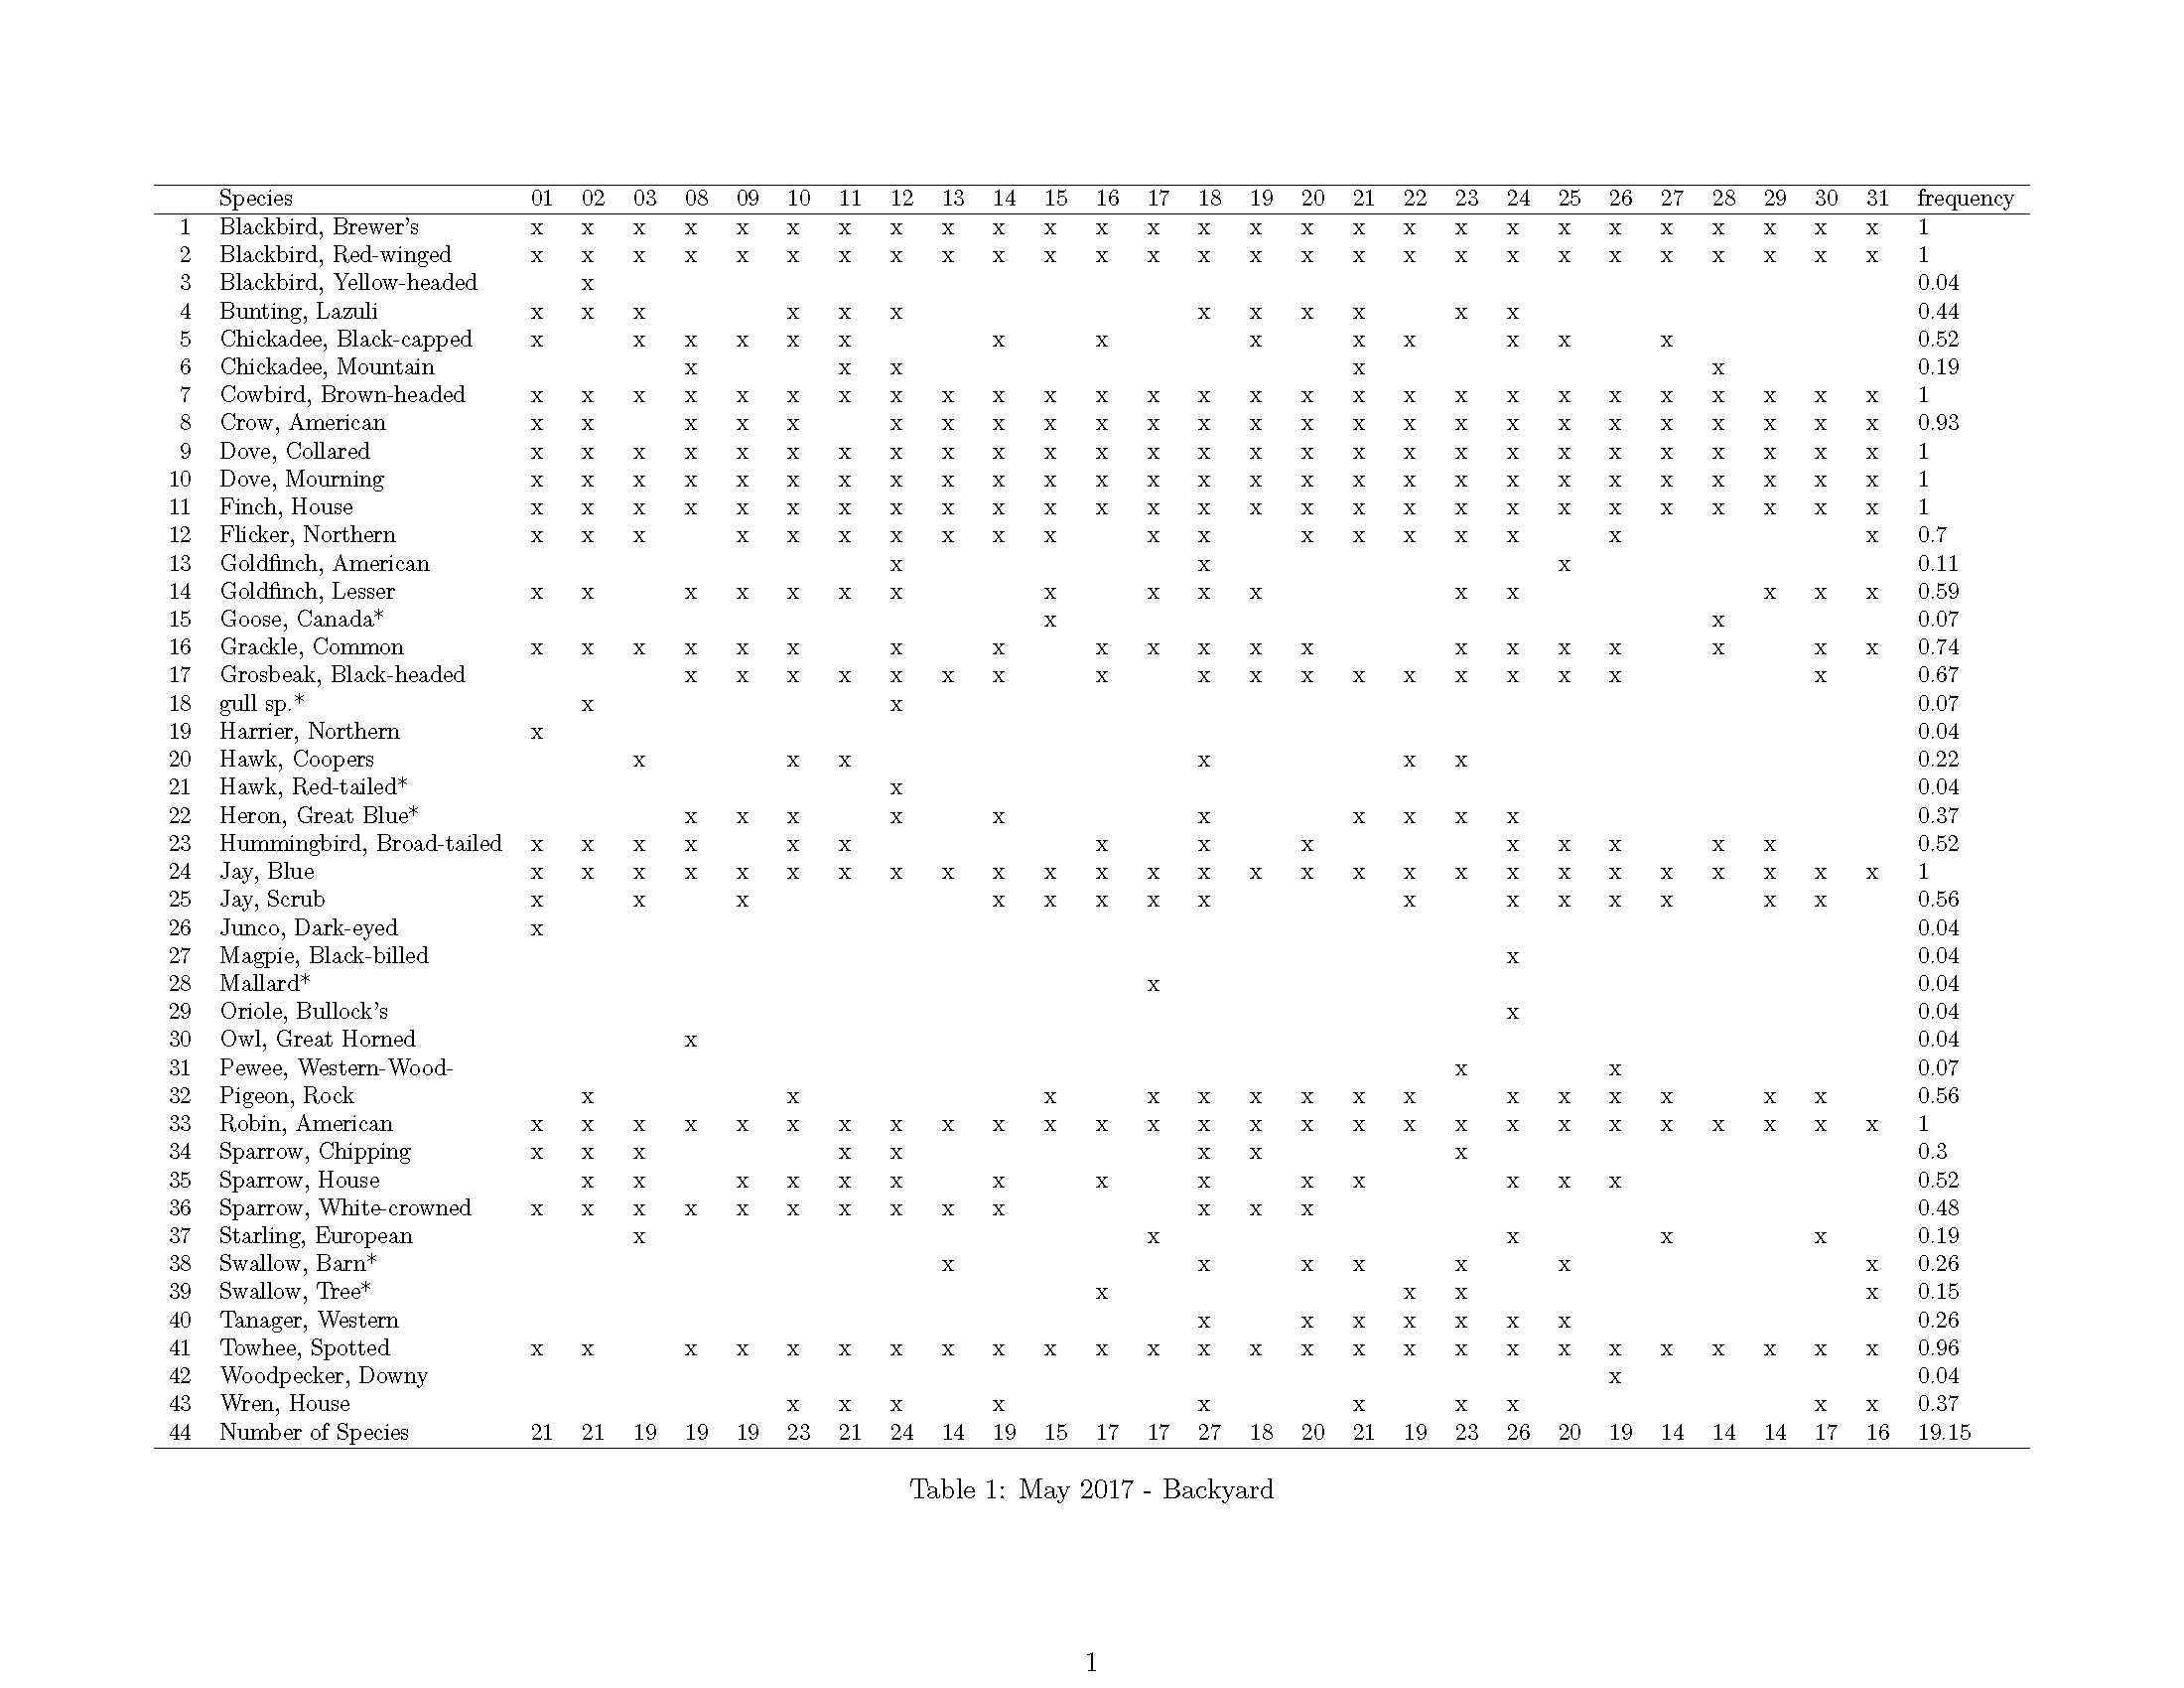 Species 01 02 03 08 09 10 11 12 13 14 15 16 17 18 19 20 21 22 23 24 25 26 27 28 29 30 31 frequency
1 Blackbird, Brewer's x x x x x x x x x x x x x x x x x x x x x x x x x x x 1
2 Blackbird, Red-winged x x x x x x x x x x x x x x x x x x x x x x x x x x x 1
3 Blackbird, Yellow-headed x 0.04
4 Bunting, Lazuli x x x x x x x x x x x x 0.44
5 Chickadee, Black-capped x x x x x x x x x x x x x x 0.52
6 Chickadee, Mountain x x x x x 0.19
7 Cowbird, Brown-headed x x x x x x x x x x x x x x x x x x x x x x x x x x x 1
8 Crow, American x x x x x x x x x x x x x x x x x x x x x x x x x 0.93
9 Dove, Collared x x x x x x x x x x x x x x x x x x x x x x x x x x x 1
10 Dove, Mourning x x x x x x x x x x x x x x x x x x x x x x x x x x x 1
11 Finch, House x x x x x x x x x x x x x x x x x x x x x x x x x x x 1
12 Flicker, Northern x x x x x x x x x x x x x x x x x x x 0.7
13 Goldfinch, American x x x 0.11
14 Goldfinch, Lesser x x x x x x x x x x x x x x x x 0.59
15 Goose, Canada* x x 0.07
16 Grackle, Common x x x x x x x x x x x x x x x x x x x x 0.74
17 Grosbeak, Black-headed x x x x x x x x x x x x x x x x x x 0.67
18 gull sp.* x x 0.07
19 Harrier, Northern x 0.04
20 Hawk, Coopers x x x x x x 0.22
21 Hawk, Red-tailed* x 0.04
22 Heron, Great Blue* x x x x x x x x x x 0.37
23 Hummingbird, Broad-tailed x x x x x x x x x x x x x x 0.52
24 Jay, Blue x x x x x x x x x x x x x x x x x x x x x x x x x x x 1
25 Jay, Scrub x x x x x x x x x x x x x x x 0.56
26 Junco, Dark-eyed x 0.04
27 Magpie, Black-billed x 0.04
28 Mallard* x 0.04
29 Oriole, Bullock's x 0.04
30 Owl, Great Horned x 0.04
31 Pewee, Western-Wood- x x 0.07
32 Pigeon, Rock x x x x x x x x x x x x x x x 0.56
33 Robin, American x x x x x x x x x x x x x x x x x x x x x x x x x x x 1
34 Sparrow, Chipping x x x x x x x x 0.3
35 Sparrow, House x x x x x x x x x x x x x x 0.52
36 Sparrow, White-crowned x x x x x x x x x x x x x 0.48
37 Starling, European x x x x x 0.19
38 Swallow, Barn* x x x x x x x 0.26
39 Swallow, Tree* x x x x 0.15
40 Tanager, Western x x x x x x x 0.26
41 Towhee, Spotted x x x x x x x x x x x x x x x x x x x x x x x x x x 0.96
42 Woodpecker, Downy x 0.04
43 Wren, House x x x x x x x x x x 0.37
44 Number of Species 21 21 19 19 19 23 21 24 14 19 15 17 17 27 18 20 21 19 23 26 20 19 14 14 14 17 16 19.15
Table 1: May 2017 - Backyard
1